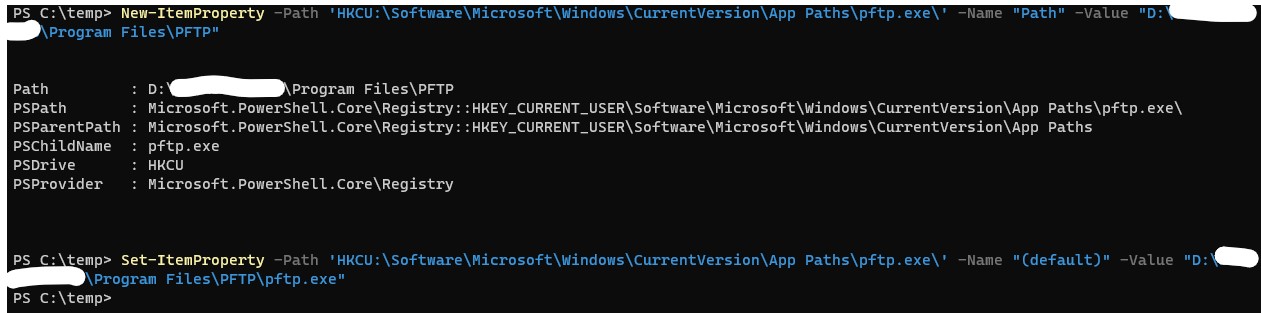 PS C:\temp> New-ItemProperty -Path 'HKCU:\Software\Microsoft\Windows\CurrentVersion\App Paths\pftp.exe\' -Name "Path" -Value "D:\
\Program Files\PFTP"
Path         : D:\ \Program Files\PFTP
PSPath       : Microsoft.PowerShell.Core\Registry::HKEY_CURRENT_USER\Software\Microsoft\Windows\CurrentVersion\App Paths\pftp.exe\
PSParentPath : Microsoft.PowerShell.Core\Registry::HKEY_CURRENT_USER\Software\Microsoft\Windows\CurrentVersion\App Paths
PSChildName  : pftp.exe
PSDrive      : HKCU
PSProvider   : Microsoft.PowerShell.Core\Registry
PS C:\temp> Set-ItemProperty -Path 'HKCU:\Software\Microsoft\Windows\CurrentVersion\App Paths\pftp.exe\' -Name "(default)" -Value "D:\
\Program Files\PFTP\pftp.exe"
PS C:\temp>